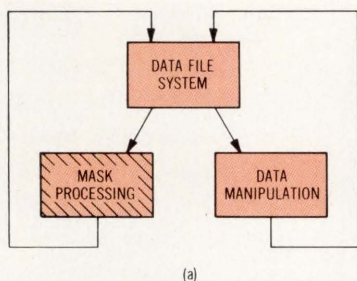 DATA FILE
SYSTEM
MASK
PROCESSING
DATA
MANIPULATION
(a)